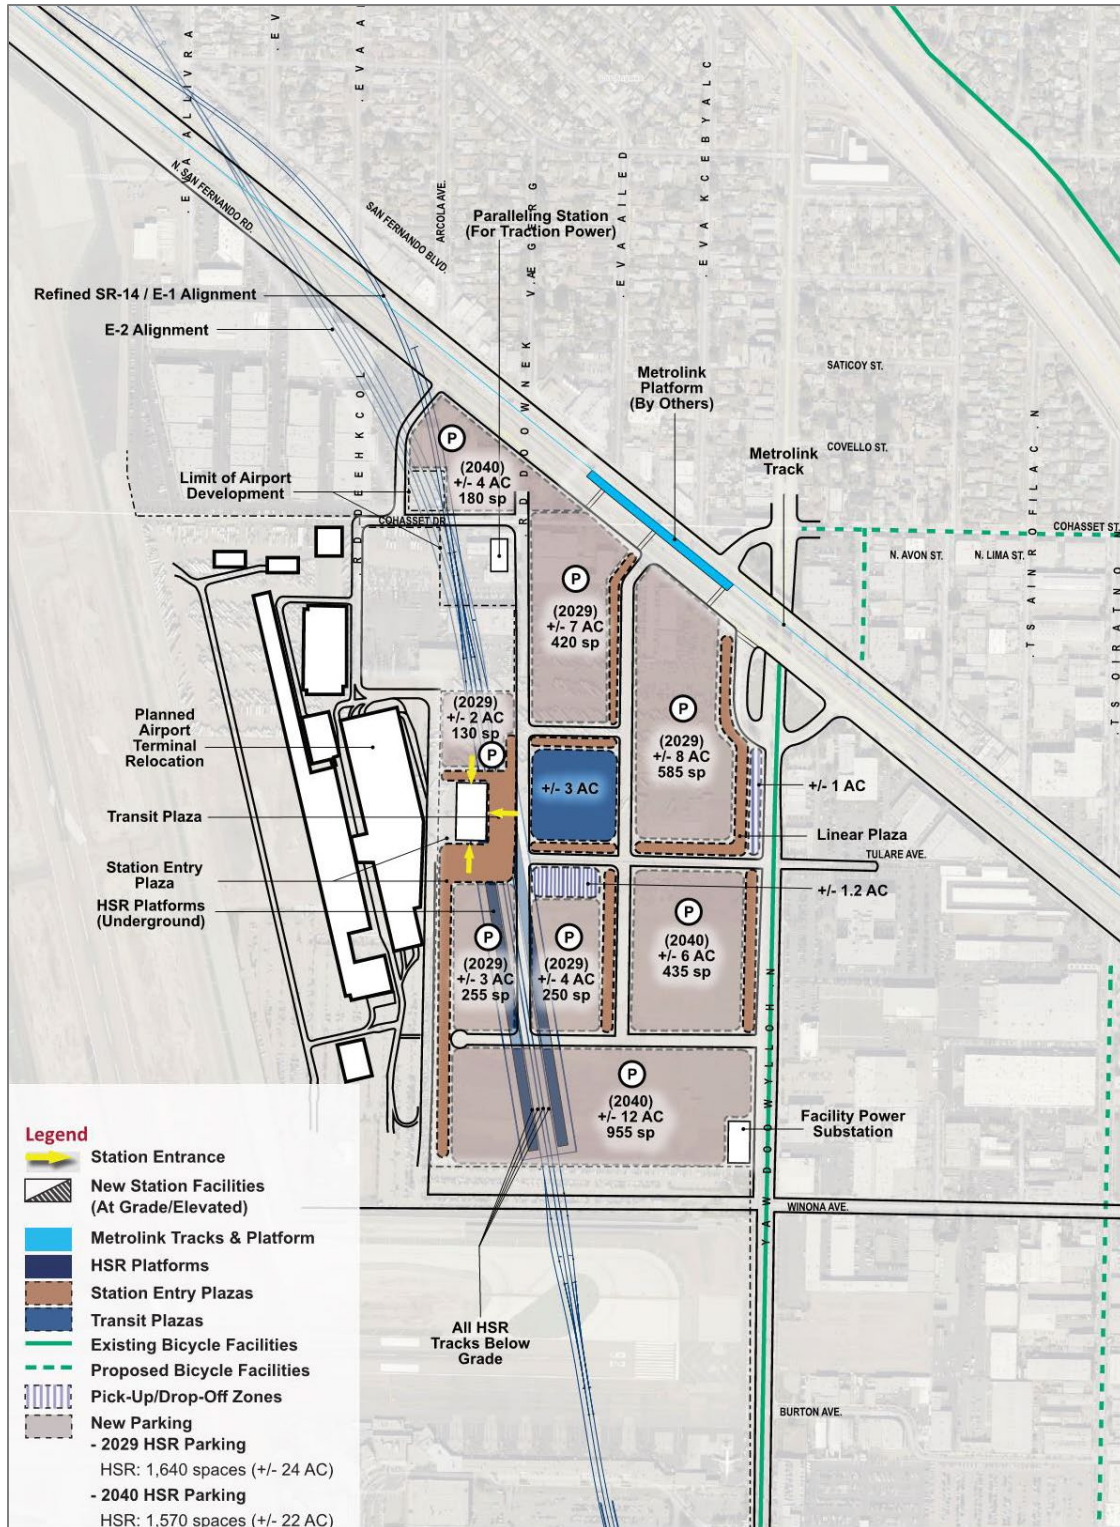 . E V A A L L I V R A
. E V
. E V A A
. E V A K C E B Y A L C
. E V A A I L E D
V AE G E R G
ARCOLA AVE.
N. SAN FERNANDO RD.
SAN FERNANDO BLVD.
Paralleling Station
(For Traction Power)
Refined SR-14 / E-1 Alignment
E-2 Alignment
. R D D O O W N E K
. R D D E E H K C O L
SATICOY ST.
Metrolink
Platform
(By Others)
COVELLO ST.
Metrolink
Track
. T S A I N R O F I L A C . N
. T S O I R A T N O . N
P
(2040)
+/- 4 AC
180 sp
Limit of Airport
Development
COHASSET DR.
COHASSET ST.
N. AVON ST.
N. LIMA ST.
P
(2029)
+/- 7 AC
420 sp
(2029)
+/- 2 AC
130 sp
P
P
(2029)
+/- 8 AC
585 sp
Planned
Airport
Terminal
Relocation
+/- 3 AC
+/- 1 AC
Transit Plaza
Linear Plaza
TULARE AVE.
Station Entry
Plaza
+/- 1.2 AC
HSR Platforms
(Underground)
P
(2029)
+/- 3 AC
255 sp
P
(2029)
+/- 4 AC
250 sp
P
(2040)
+/- 6 AC
435 sp
Y A W D O O W Y L L O H . N
P
(2040)
+/- 12 AC
955 sp
Facility Power
Substation
WINONA AVE.
All HSR
Tracks Below
Grade
26
BURTON AVE.
Legend
Station Entrance
New Station Facilities
(At Grade/Elevated)
Metrolink Tracks & Platform
HSR Platforms
Station Entry Plazas
Transit Plazas
Existing Bicycle Facilities
Proposed Bicycle Facilities
Pick-Up/Drop-Off Zones
New Parking
- 2029 HSR Parking
HSR: 1,640 spaces (+/- 24 AC)
- 2040 HSR Parking
HSR: 1,570 spaces (+/- 22 AC)